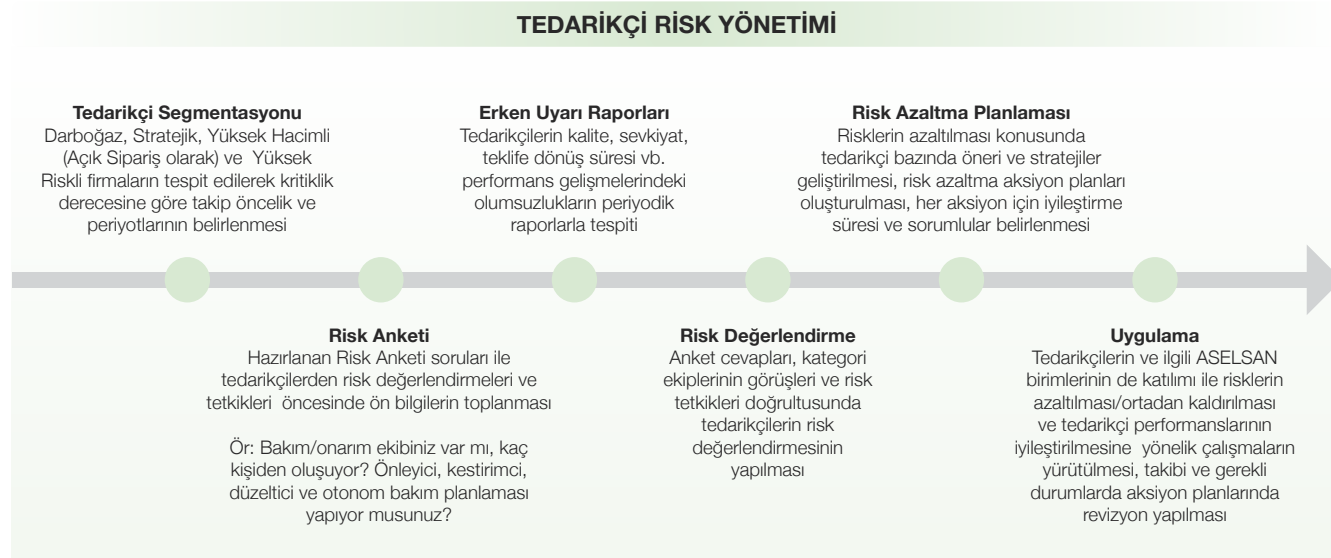 TEDARİKÇİ RİSK YÖNETİMİ
Tedarikçi Segmentasyonu
Darboğaz, Stratejik, Yüksek Hacimli
(Açık Sipariş olarak) ve Yüksek
Riskli firmaların tespit edilerek kritiklik
derecesine göre takip öncelik ve
periyotlarının belirlenmesi
Risk Anketi
Hazırlanan Risk Anketi soruları ile
tedarikçilerden risk değerlendirmeleri ve
tetkikleri öncesinde ön bilgilerin toplanması
Ör: Bakım/onarım ekibiniz var mı, kaç
kişiden oluşuyor? Önleyici, kestirimci,
düzeltici ve otonom bakım planlaması
yapıyor musunuz?
Erken Uyarı Raporları
Tedarikçilerin kalite, sevkiyat,
teklife dönüş süresi vb.
performans gelişmelerindeki
olumsuzlukların periyodik
raporlarla tespiti
Risk Değerlendirme
Anket cevapları, kategori
ekiplerinin görüşleri ve risk
tetkikleri doğrultusunda
tedarikçilerin risk
değerlendirmesinin
yapılması
Risk Azaltma Planlaması
Risklerin azaltılması konusunda
tedarikçi bazında öneri ve stratejiler
geliştirilmesi, risk azaltma aksiyon planları
oluşturulması, her aksiyon için iyileştirme
süresi ve sorumlular belirlenmesi
Uygulama
Tedarikçilerin ve ilgili ASELSAN
birimlerinin de katılımı ile risklerin
azaltılması/ortadan kaldırılması
ve tedarikçi performanslarının
iyileştirilmesine yönelik çalışmaların
yürütülmesi, takibi ve gerekli
durumlarda aksiyon planlarında
revizyon yapılması